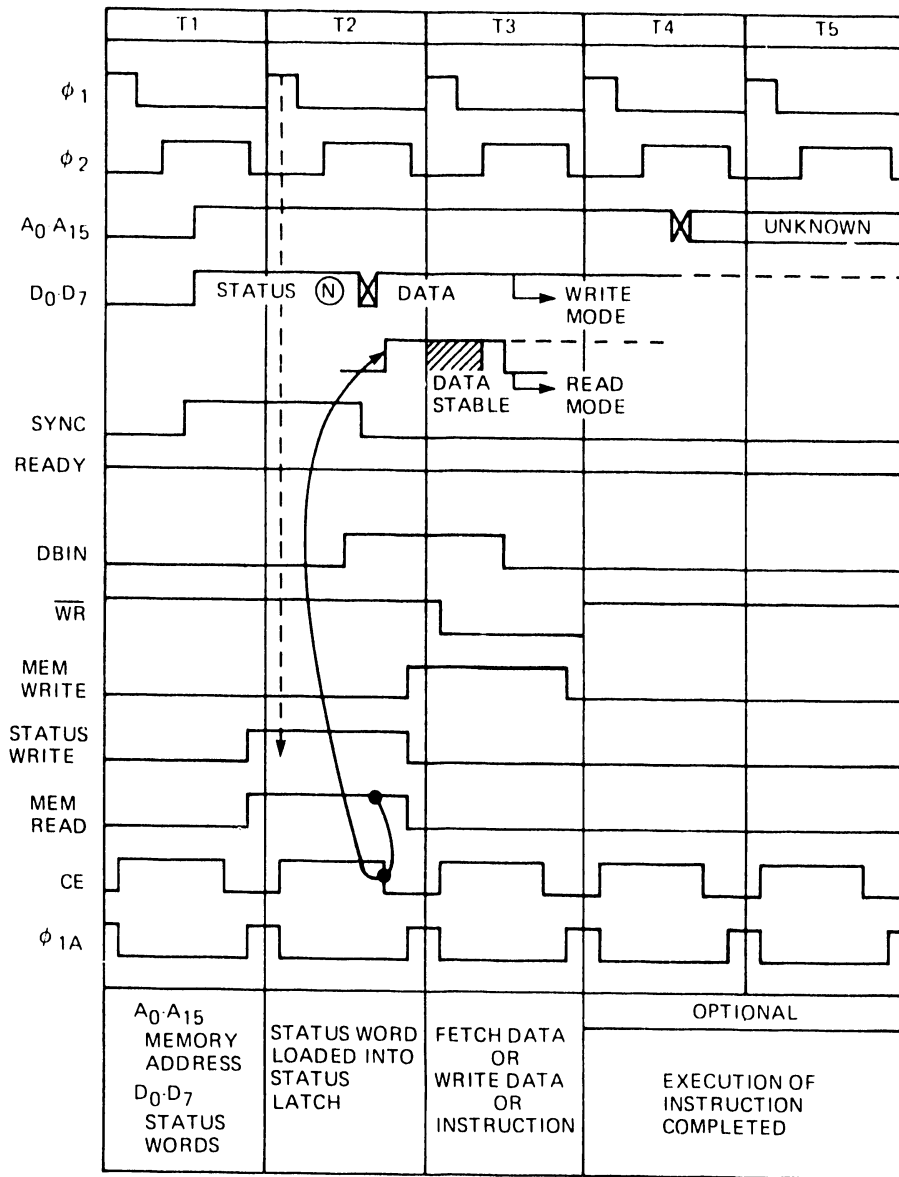 T1 T2 T3 T4 T5
ϕ1
ϕ2
A0 A15
UNKNOWN
D0·D7
STATUS Ⓝ DATA
WRITE
MODE
DATA
STABLE
READ
MODE
SYNC
READY
DBIN
W̅R̅
MEM
WRITE
STATUS
WRITE
MEM
READ
CE
ϕ1A
A0·A15
MEMORY
ADDRESS
D0·D7
STATUS
WORDS
STATUS WORD
LOADED INTO
STATUS
LATCH
FETCH DATA
OR
WRITE DATA
OR
INSTRUCTION
OPTIONAL
EXECUTION OF
INSTRUCTION
COMPLETED